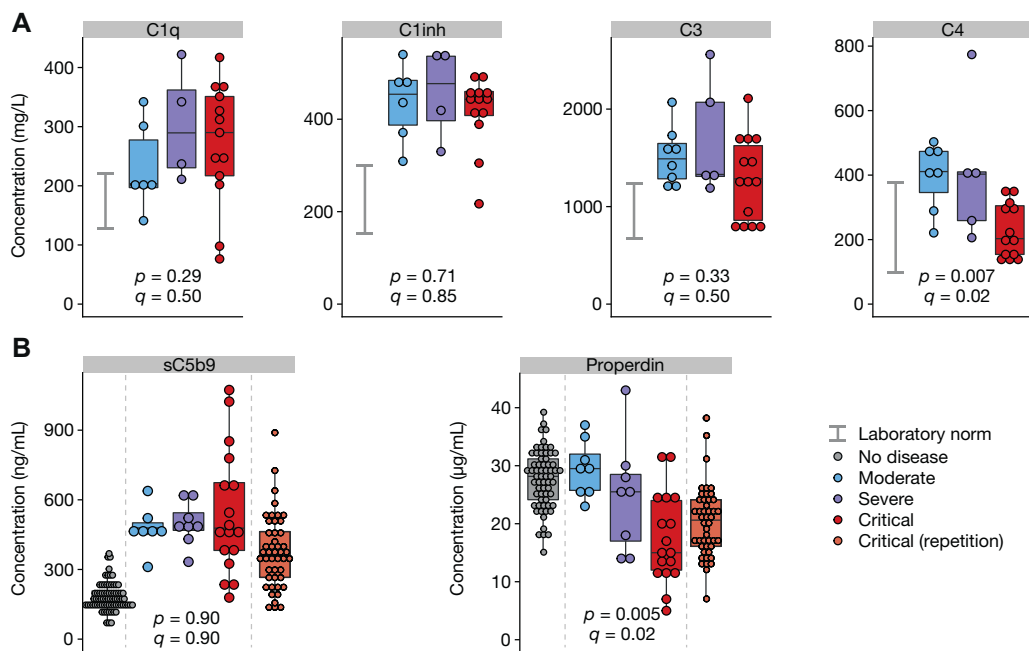 A
C1q
C1inh
C3
C4
Concentration (mg/L)
400
300
200
100
0
p = 0.29
q = 0.50
400
200
0
p = 0.71
q = 0.85
2000
1000
0
p = 0.33
q = 0.50
800
600
400
200
0
p = 0.007
q = 0.02
B
sC5b9
Properdin
Concentration (ng/mL)
900
600
300
0
p = 0.90
q = 0.90
Concentration (µg/mL)
40
30
20
10
0
p = 0.005
q = 0.02
Laboratory norm
No disease
Moderate
Severe
Critical
Critical (repetition)